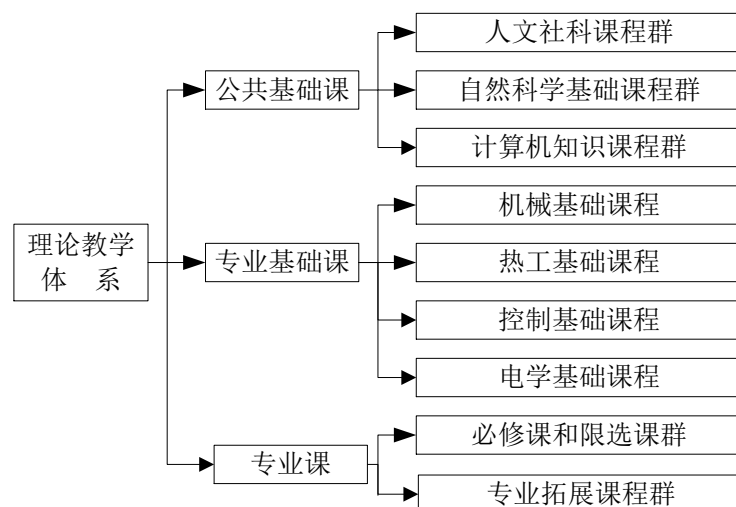 理论教学
体 系
公共基础课
人文社科课程群
自然科学基础课程群
计算机知识课程群
专业基础课
机械基础课程
热工基础课程
控制基础课程
电学基础课程
专业课
必修课和限选课群
专业拓展课程群